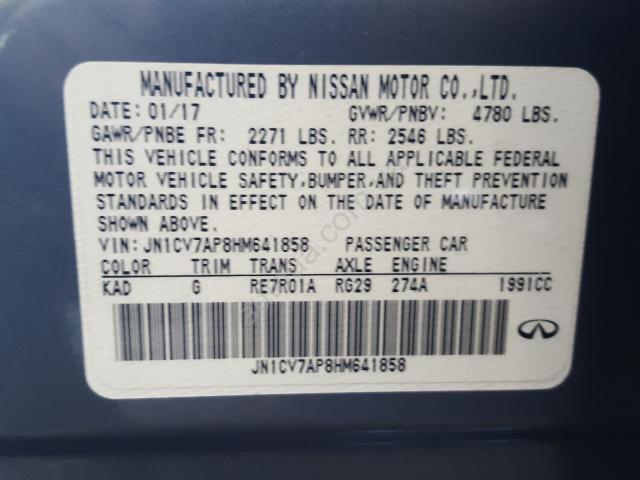 MANUFACTURED BY NISSAN MOTOR CO.,LTD.
DATE: 01/17 GVWR/PNBV: 4780 LBS.
GAWR/PNBE FR: 2271 LBS. RR: 2546 LBS.
THIS VEHICLE CONFORMS TO ALL APPLICABLE FEDERAL
MOTOR VEHICLE SAFETY,BUMPER,AND THEFT PREVENTION
STANDARDS IN EFFECT ON THE DATE OF MANUFACTURE
SHOWN ABOVE.
VIN: JN1CV7AP8HM641858 PASSENGER CAR
COLOR TRIM TRANS AXLE ENGINE
KAD G RE7R01A RG29 274A 1991CC
JN1CV7AP8HM641858